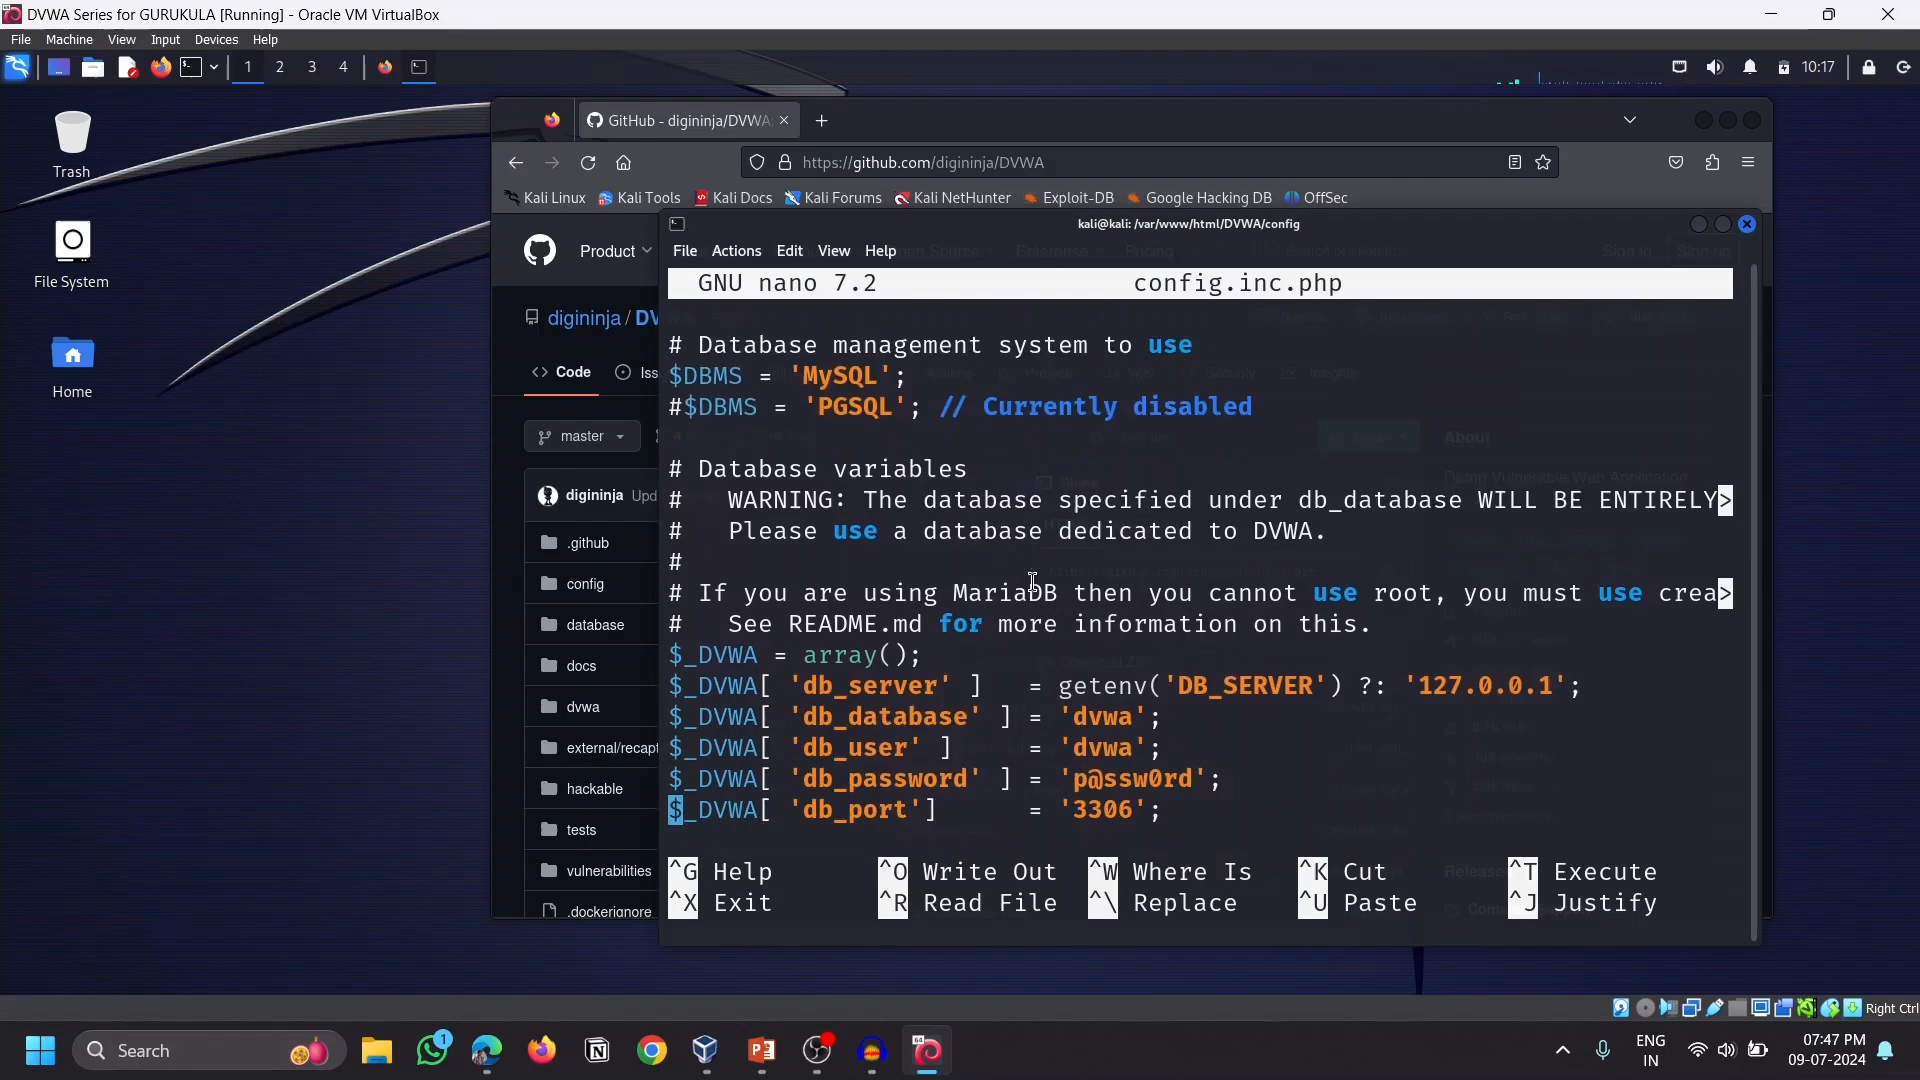 DVWA Series for GURUKULA [Running] - Oracle VM VirtualBox
File Machine View Input Devices Help
1 2 3 4 10:17
Trash
File System
Home
GitHub - digininja/DVWA:
https://github.com/digininja/DVWA
Kali Linux Kali Tools Kali Docs Kali Forums Kali NetHunter Exploit-DB Google Hacking DB OffSec
kali@kali: /var/www/html/DVWA/config
File Actions Edit View Help
Product
digininja / DV
Code Iss
master
digininja Upd
.github
config
database
docs
dvwa
external/recapt
hackable
tests
vulnerabilities
.dockerignore
GNU nano 7.2 config.inc.php
# Database management system to use
$DBMS = 'MySQL';
#$DBMS = 'PGSQL'; // Currently disabled
# Database variables
#   WARNING: The database specified under db_database WILL BE ENTIRELY>
#   Please use a database dedicated to DVWA.
#
# If you are using MariaDB then you cannot use root, you must use crea>
#   See README.md for more information on this.
$_DVWA = array();
$_DVWA[ 'db_server' ]   = getenv('DB_SERVER') ?: '127.0.0.1';
$_DVWA[ 'db_database' ] = 'dvwa';
$_DVWA[ 'db_user' ]     = 'dvwa';
$_DVWA[ 'db_password' ] = 'p@ssw0rd';
$_DVWA[ 'db_port']      = '3306';
^G Help ^O Write Out ^W Where Is ^K Cut ^T Execute
^X Exit ^R Read File ^\ Replace ^U Paste ^J Justify
About
Right Ctrl
Search
1
ENG
IN
07:47 PM
09-07-2024